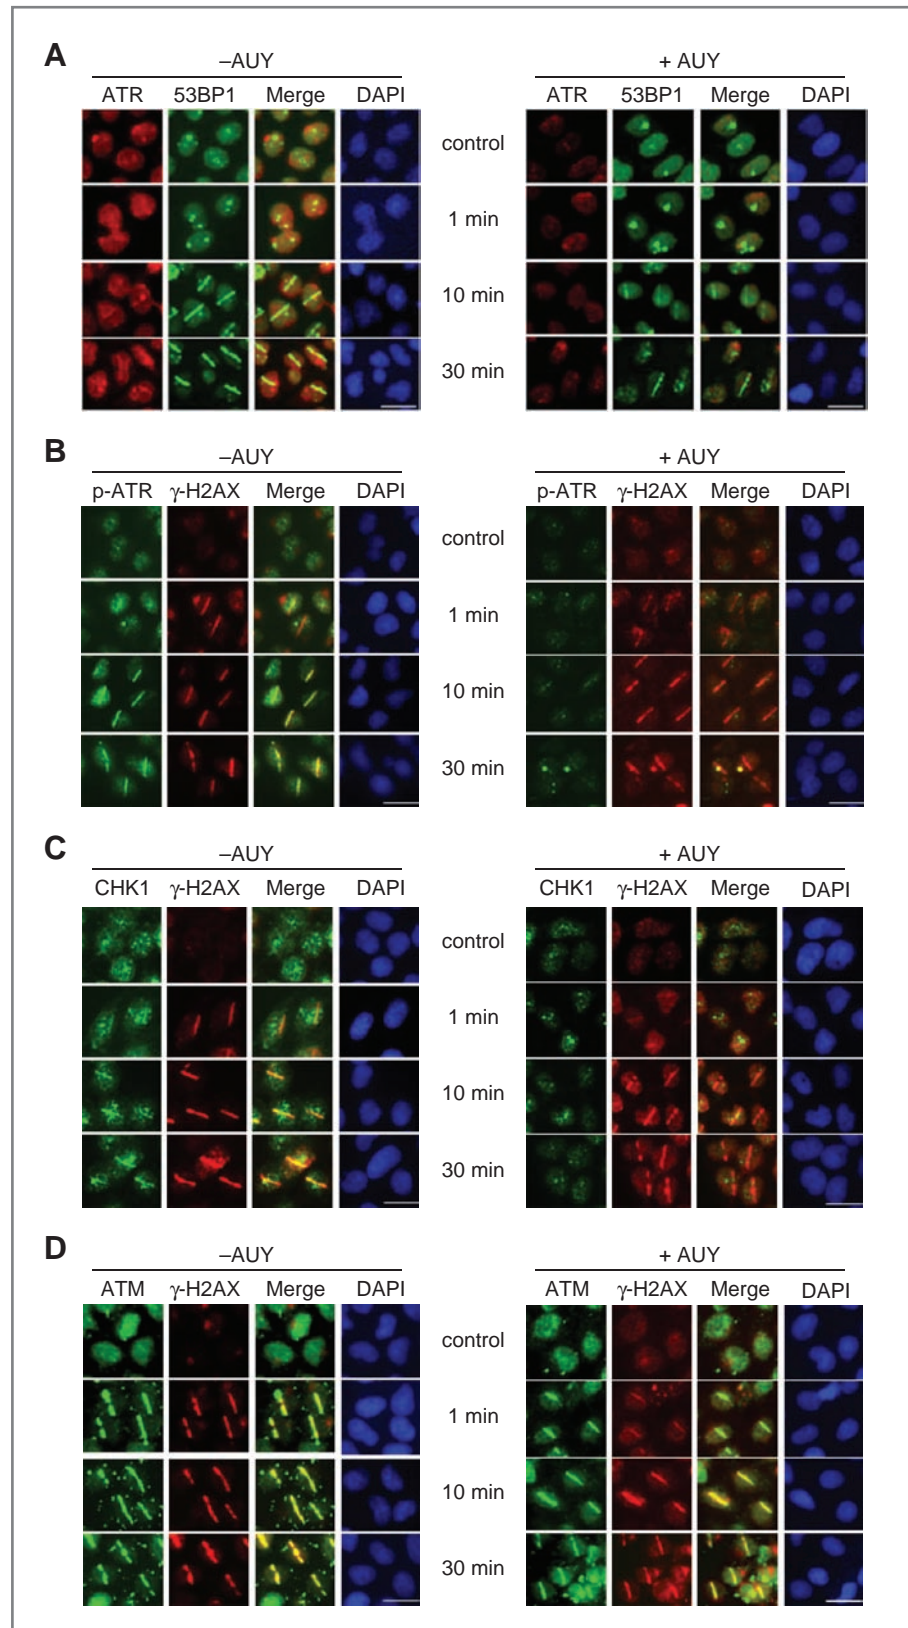 A
–AUY
+ AUY
ATR 53BP1 Merge DAPI
ATR 53BP1 Merge DAPI
control
1 min
10 min
30 min
B
–AUY
+ AUY
p-ATR γ-H2AX Merge DAPI
p-ATR γ-H2AX Merge DAPI
control
1 min
10 min
30 min
C
–AUY
+ AUY
CHK1 γ-H2AX Merge DAPI
CHK1 γ-H2AX Merge DAPI
control
1 min
10 min
30 min
D
–AUY
+ AUY
ATM γ-H2AX Merge DAPI
ATM γ-H2AX Merge DAPI
control
1 min
10 min
30 min